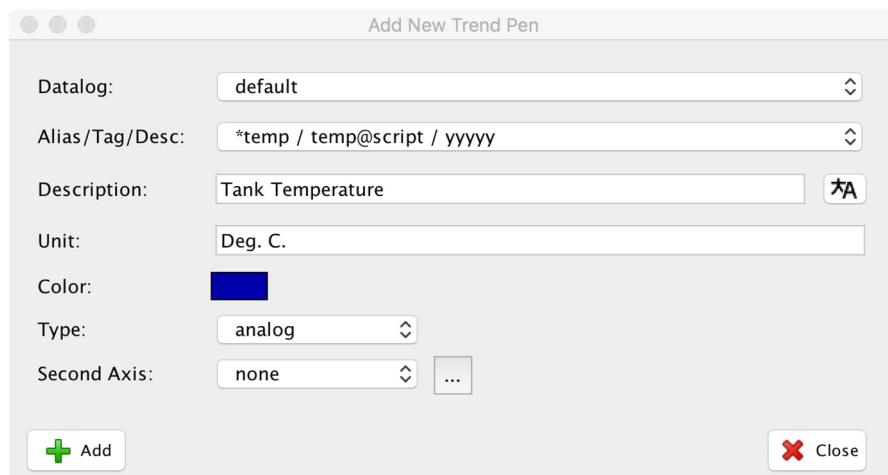 Add New Trend Pen
Datalog: default
Alias/Tag/Desc: *temp / temp@script / yyyyy
Description: Tank Temperature
Unit: Deg. C.
Color:
Type: analog
Second Axis: none ...
Add Close